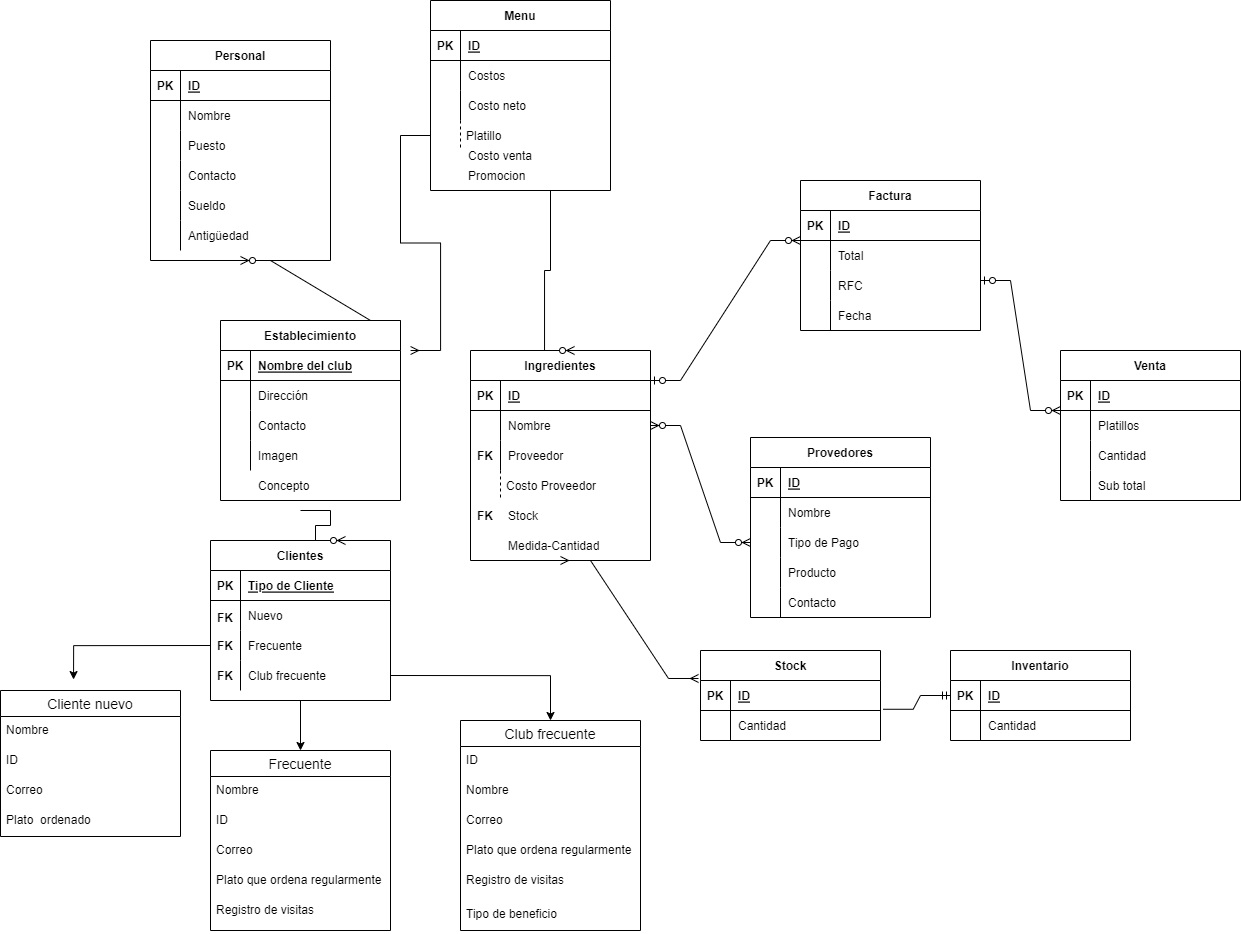 Menu
PK ID
Costos
Costo neto
Platillo
Costo venta
Promocion
Personal
PK ID
Nombre
Puesto
Contacto
Sueldo
Antigüedad
Factura
PK ID
Total
RFC
Fecha
Establecimiento
PK Nombre del club
Dirección
Contacto
Imagen
Concepto
Ingredientes
PK ID
Nombre
FK Proveedor
Costo Proveedor
FK Stock
Medida-Cantidad
Venta
PK ID
Platillos
Cantidad
Sub total
Provedores
PK ID
Nombre
Tipo de Pago
Producto
Contacto
Clientes
PK Tipo de Cliente
FK Nuevo
FK Frecuente
FK Club frecuente
Stock
PK ID
Cantidad
Inventario
PK ID
Cantidad
Cliente nuevo
Nombre
ID
Correo
Plato ordenado
Frecuente
Nombre
ID
Correo
Plato que ordena regularmente
Registro de visitas
Club frecuente
ID
Nombre
Correo
Plato que ordena regularmente
Registro de visitas
Tipo de beneficio